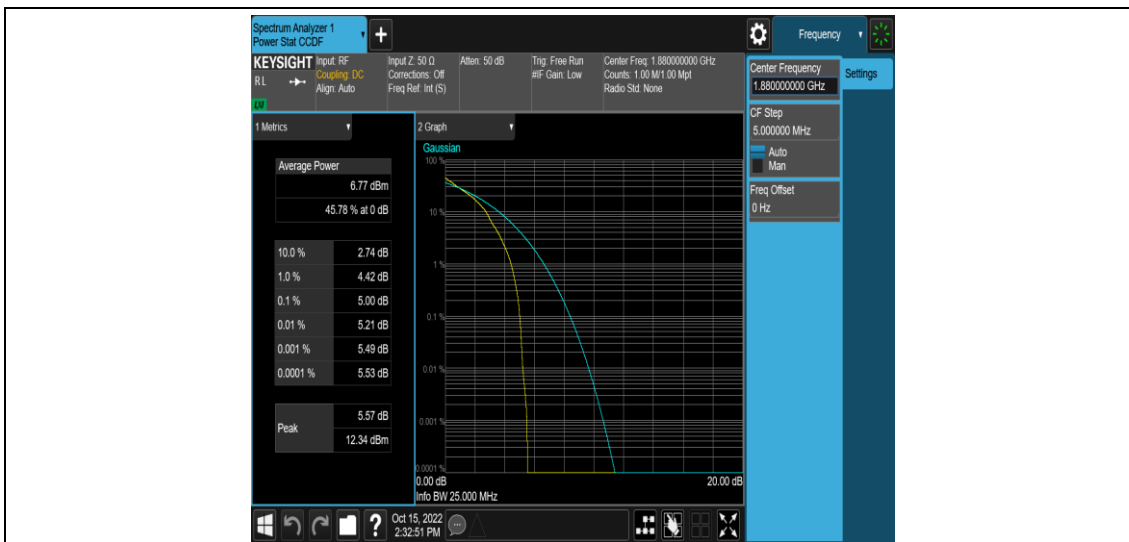 Spectrum Analyzer 1
Power Stat CCDF
+
Frequency
KEYSIGHT
RL
LXI
Input: RF
Coupling: DC
Align: Auto
Input Z: 50 Ω
Corrections: Off
Freq Ref: Int (S)
Atten: 50 dB
Trig: Free Run
#IF Gain: Low
Center Freq: 1.880000000 GHz
Counts: 1.00 M/1.00 Mpt
Radio Std: None
Center Frequency
1.880000000 GHz
Settings
CF Step
5.000000 MHz
Auto
Man
Freq Offset
0 Hz
1 Metrics
Average Power
6.77 dBm
45.78 % at 0 dB
10.0 % 2.74 dB
1.0 % 4.42 dB
0.1 % 5.00 dB
0.01 % 5.21 dB
0.001 % 5.49 dB
0.0001 % 5.53 dB
Peak
5.57 dB
12.34 dBm
2 Graph
Gaussian
100 %
10 %
1 %
0.1 %
0.01 %
0.001 %
0.0001 %
0.00 dB 20.00 dB
Info BW 25.000 MHz
?
Oct 15, 2022
2:32:51 PM